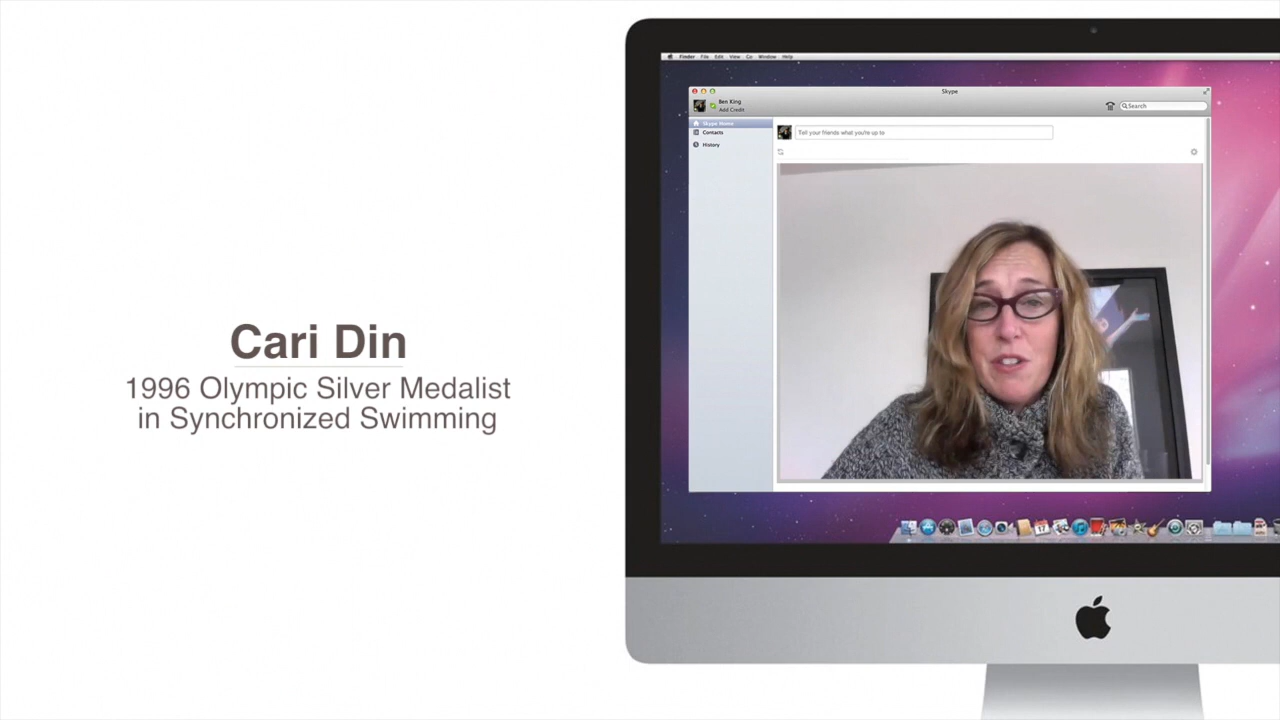 Cari Din
1996 Olympic Silver Medalist
in Synchronized Swimming
Finder File Edit View Go Window Help
Skype
Ben King
Add Credit
Search
Skype Home
Contacts
History
Tell your friends what you're up to
17